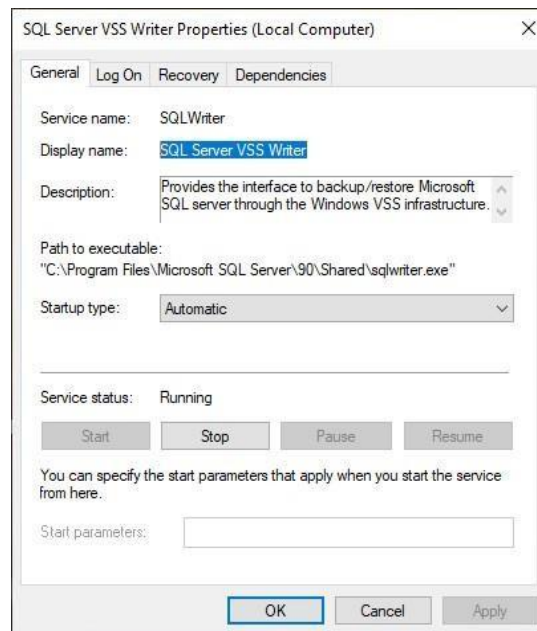 SQL Server VSS Writer Properties (Local Computer)
General Log On Recovery Dependencies
Service name: SQLWriter
Display name: SQL Server VSS Writer
Description: Provides the interface to backup/restore Microsoft
SQL server through the Windows VSS infrastructure.
Path to executable:
"C:\Program Files\Microsoft SQL Server\90\Shared\sqlwriter.exe"
Startup type: Automatic
Service status: Running
Start Stop Pause Resume
You can specify the start parameters that apply when you start the service
from here.
Start parameters:
OK Cancel Apply